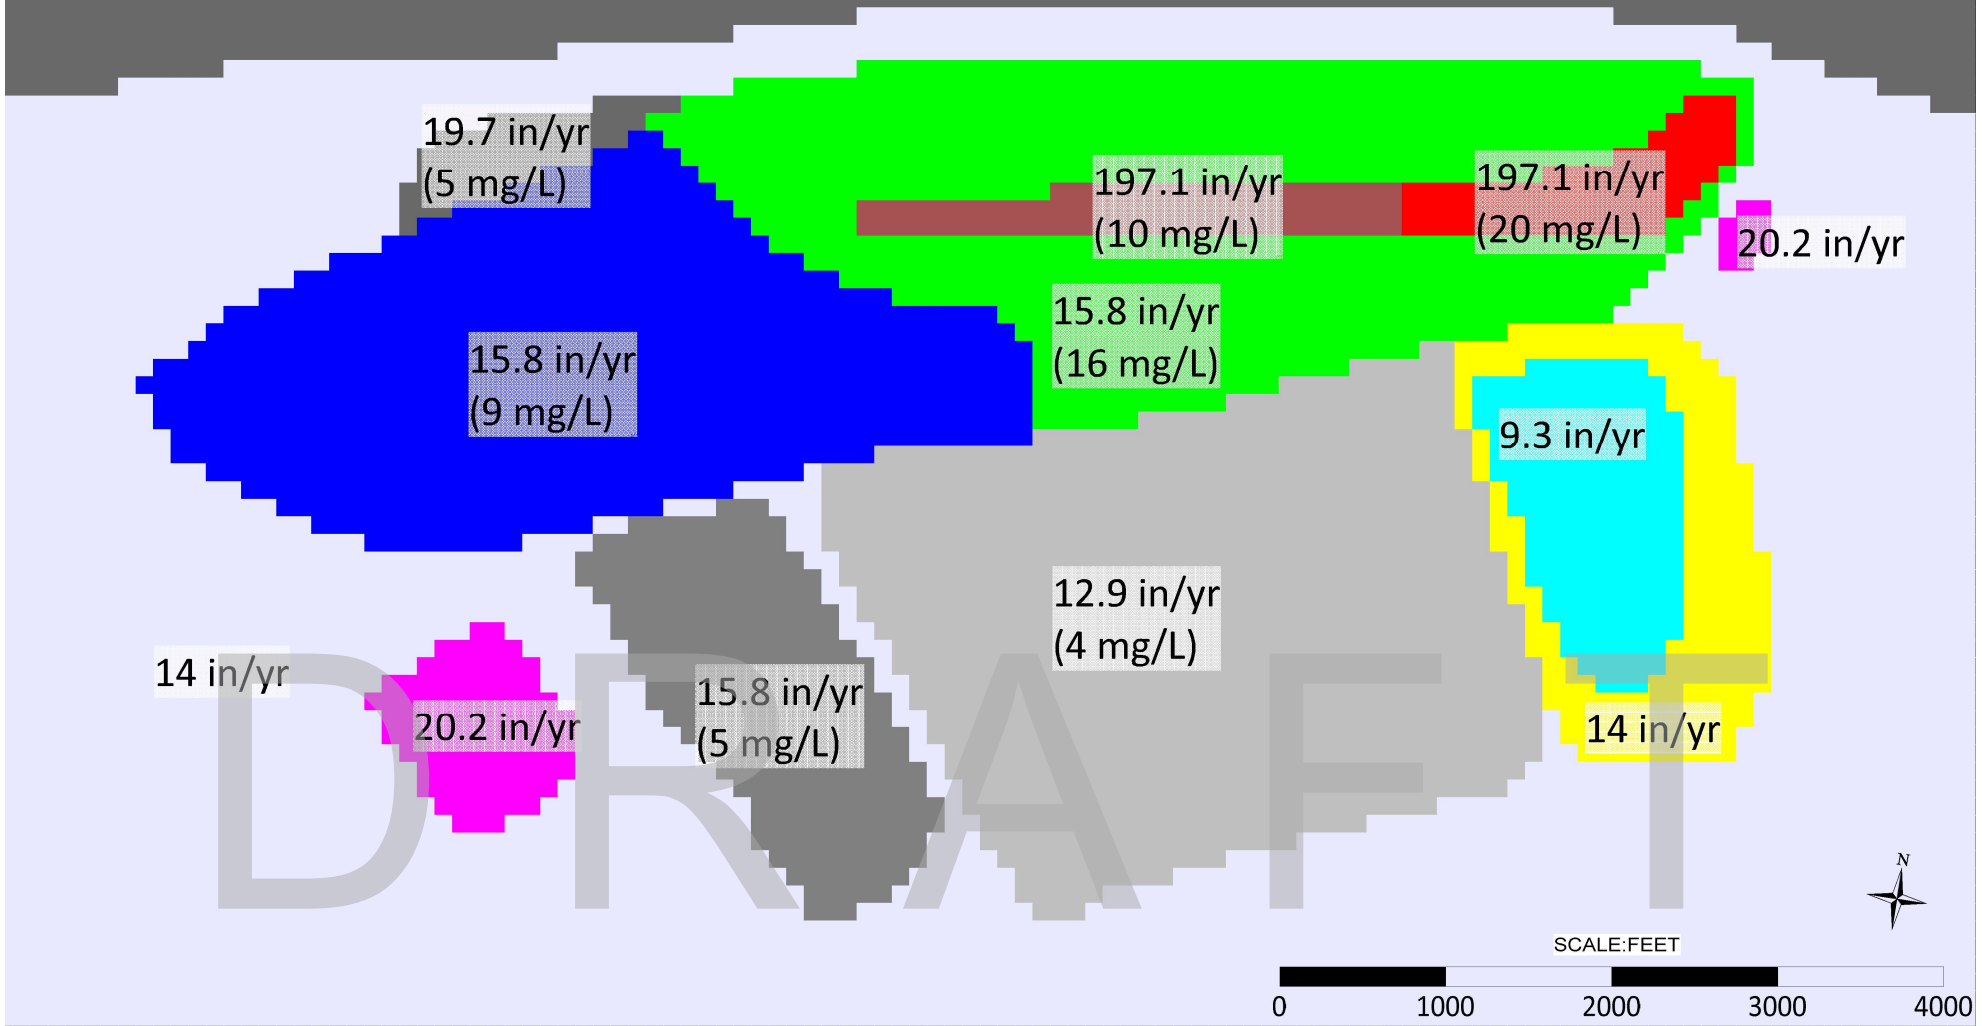 19.7 in/yr
(5 mg/L)
197.1 in/yr
(10 mg/L)
197.1 in/yr
(20 mg/L)
20.2 in/yr
15.8 in/yr
(16 mg/L)
15.8 in/yr
(9 mg/L)
9.3 in/yr
12.9 in/yr
(4 mg/L)
14 in/yr
20.2 in/yr
15.8 in/yr
(5 mg/L)
14 in/yr
DRAFT
N
SCALE:FEET
0 1000 2000 3000 4000